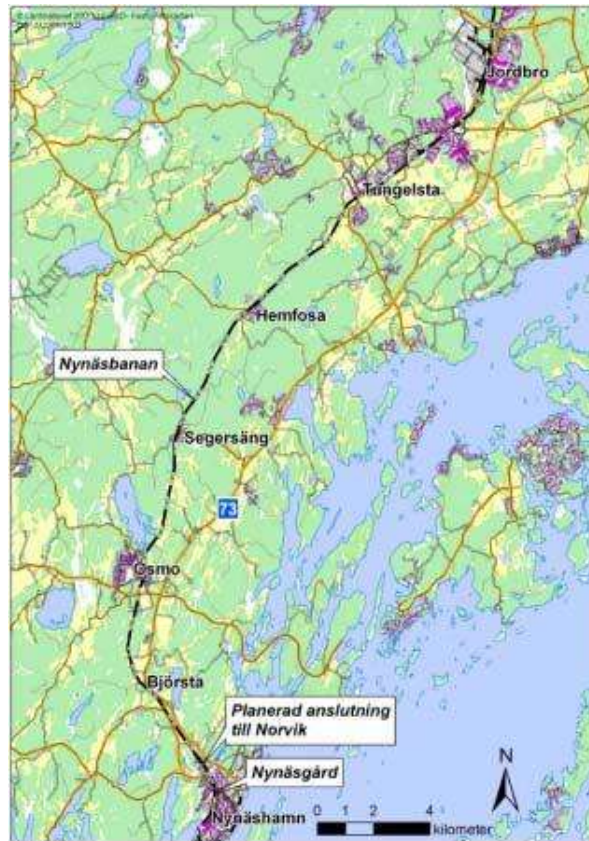 Jordbro
Tungelsta
Hemfosa
Nynäsbanan
Segersäng
73
Ösmo
Björsta
Planerad anslutning
till Norvik
Nynäsgård
Nynäshamn
N
0 1 2 4
kilometer